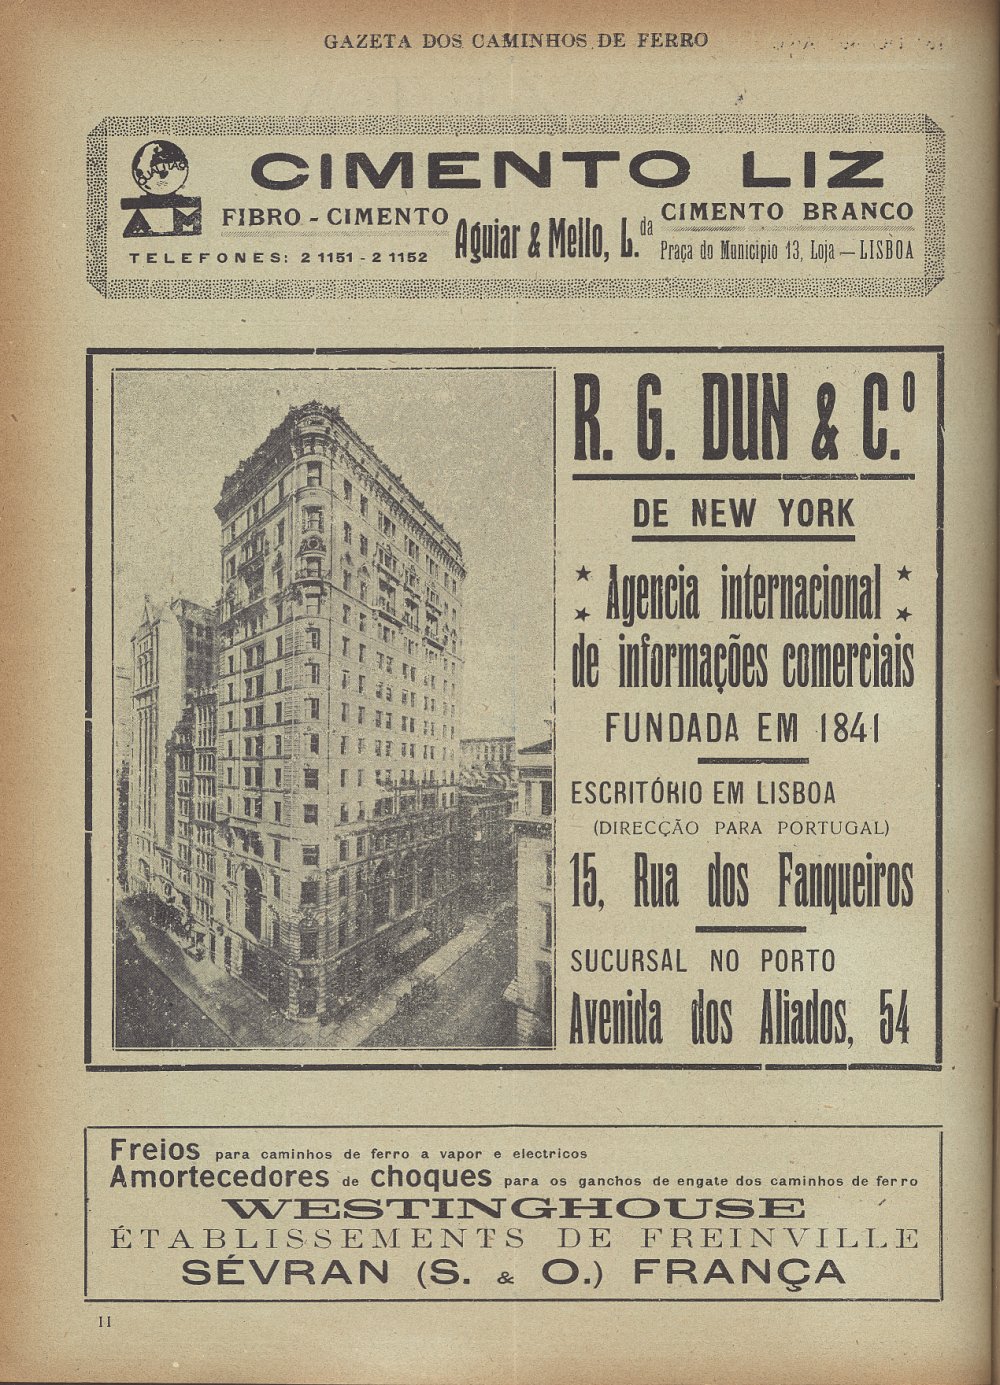 GAZETA DOS CAMINHOS DE FERRO
QUALITAS
AM
CIMENTO LIZ
FIBRO - CIMENTO
CIMENTO BRANCO
Aguiar & Mello, L.da
TELEFONES: 2 1151 - 2 1152
Praça do Municipio 13, Loja — LISBOA
R. G. DUN & C.º
DE NEW YORK
Agencia internacional
de informações comerciais
FUNDADA EM 1841
ESCRITÓRIO EM LISBOA
(DIRECÇÃO PARA PORTUGAL)
15, Rua dos Fanqueiros
SUCURSAL NO PORTO
Avenida dos Aliados, 54
Freios para caminhos de ferro a vapor e electricos
Amortecedores de choques para os ganchos de engate dos caminhos de ferro
WESTINGHOUSE
ÉTABLISSEMENTS DE FREINVILLE
SÉVRAN (S. & O.) FRANÇA
II